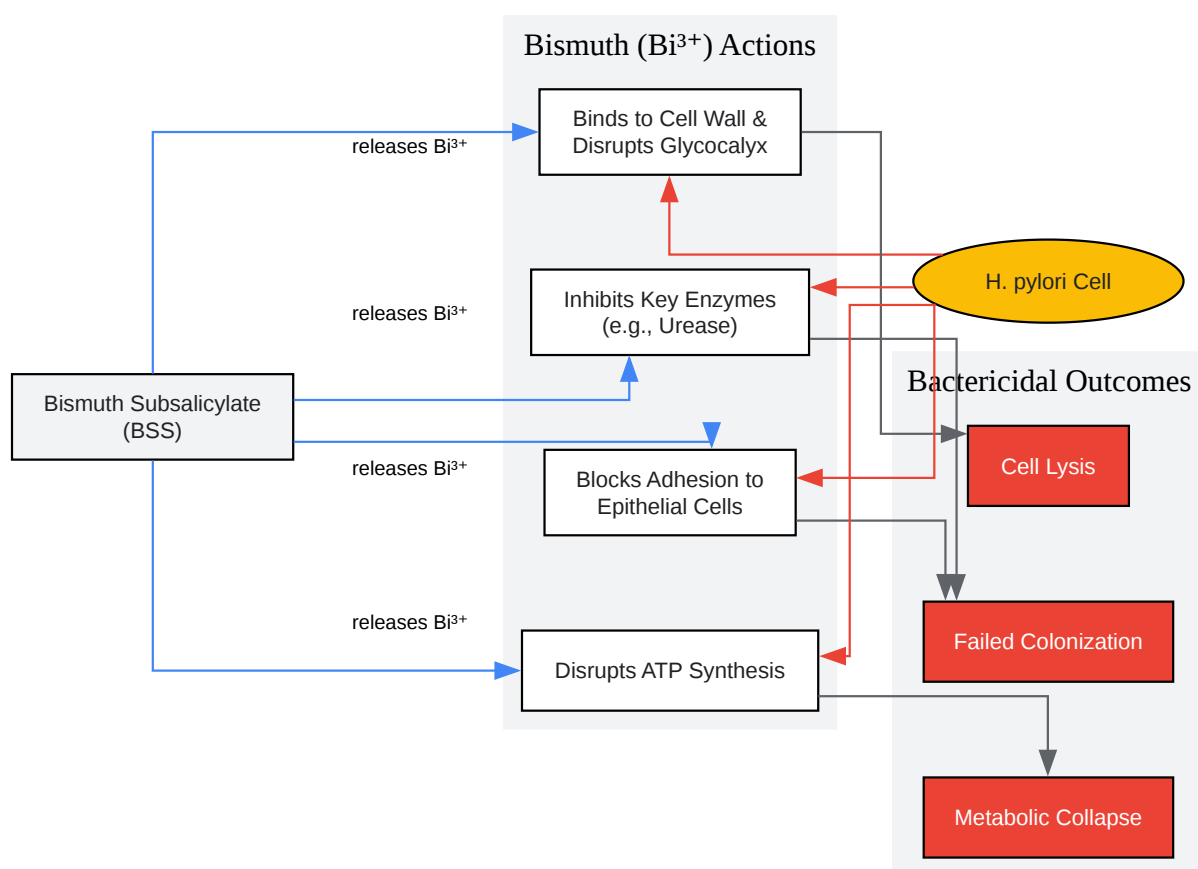 Bismuth (Bi³⁺) Actions
Binds to Cell Wall &
Disrupts Glycocalyx
releases Bi³⁺
H. pylori Cell
Inhibits Key Enzymes
(e.g., Urease)
releases Bi³⁺
Bactericidal Outcomes
Bismuth Subsalicylate
(BSS)
Cell Lysis
releases Bi³⁺
Blocks Adhesion to
Epithelial Cells
releases Bi³⁺
Failed Colonization
Disrupts ATP Synthesis
Metabolic Collapse